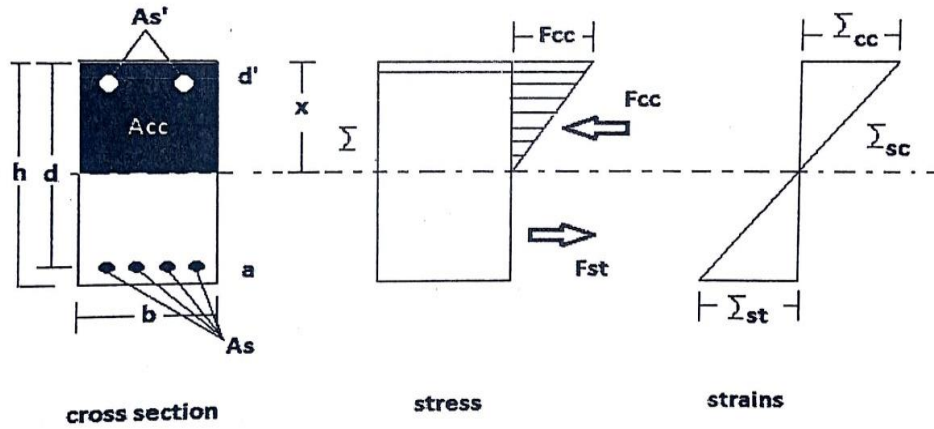 As'
d'
x
Acc
h
d
a
b
As
cross section
Fcc
Σ
Fcc
Fst
stress
Σcc
Σsc
Σst
strains